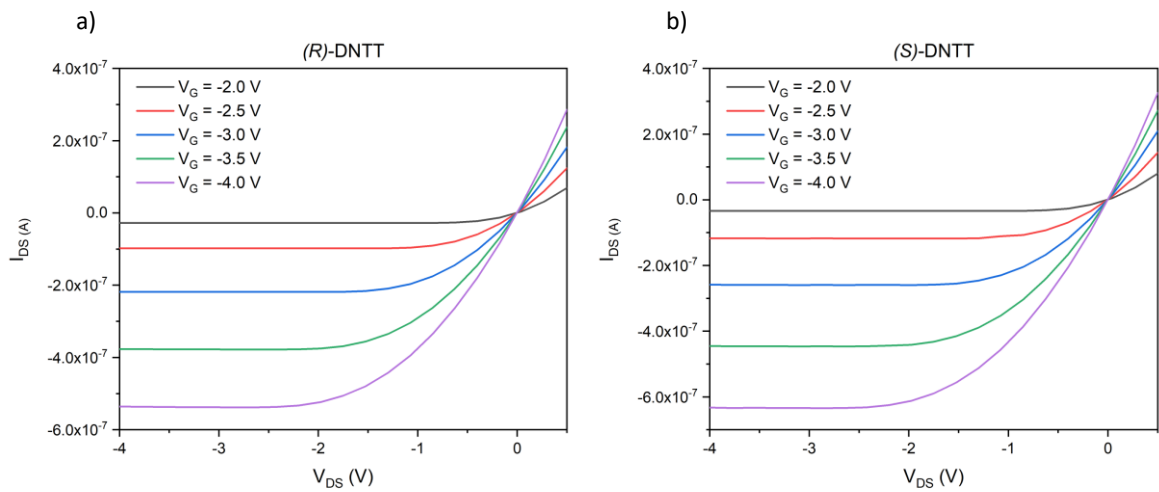 a)
(R)-DNTT
4.0x10⁻⁷
2.0x10⁻⁷
0.0
-2.0x10⁻⁷
-4.0x10⁻⁷
-6.0x10⁻⁷
I_DS (A)
V_G = -2.0 V
V_G = -2.5 V
V_G = -3.0 V
V_G = -3.5 V
V_G = -4.0 V
-4 -3 -2 -1 0
V_DS (V)
b)
(S)-DNTT
4.0x10⁻⁷
2.0x10⁻⁷
0.0
-2.0x10⁻⁷
-4.0x10⁻⁷
-6.0x10⁻⁷
I_DS (A)
V_G = -2.0 V
V_G = -2.5 V
V_G = -3.0 V
V_G = -3.5 V
V_G = -4.0 V
-4 -3 -2 -1 0
V_DS (V)